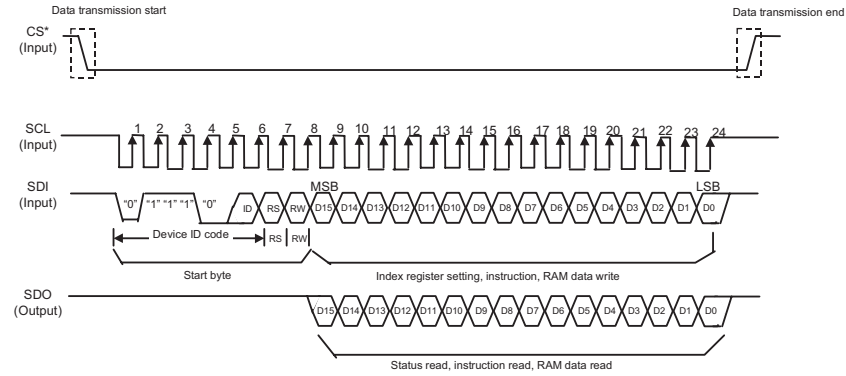 Data transmission start
Data transmission end
CS*
(Input)
SCL
(Input)
1 2 3 4 5 6 7 8 9 10 11 12 13 14 15 16 17 18 19 20 21 22 23 24
SDI
(Input)
MSB
LSB
"0" "1" "1" "1" "0" ID RS RW D15 D14 D13 D12 D11 D10 D9 D8 D7 D6 D5 D4 D3 D2 D1 D0
Device ID code RS RW
Start byte
Index register setting, instruction, RAM data write
SDO
(Output)
D15 D14 D13 D12 D11 D10 D9 D8 D7 D6 D5 D4 D3 D2 D1 D0
Status read, instruction read, RAM data read